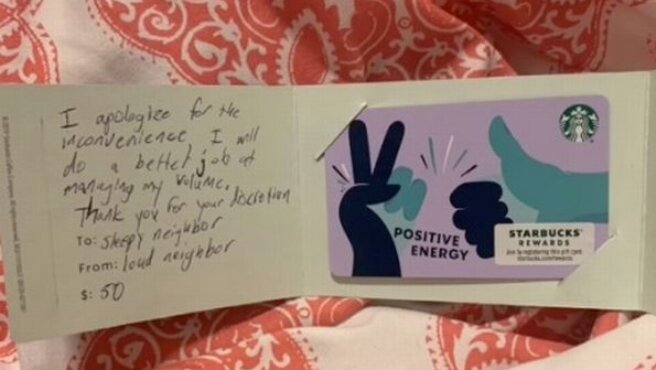 I apologize for the
inconvenience, I will
do a better job at
managing my volume.
Thank you for your discretion
To: sleepy neighbor
From: loud neighbor
$: 50
POSITIVE
ENERGY
STARBUCKS
REWARDS